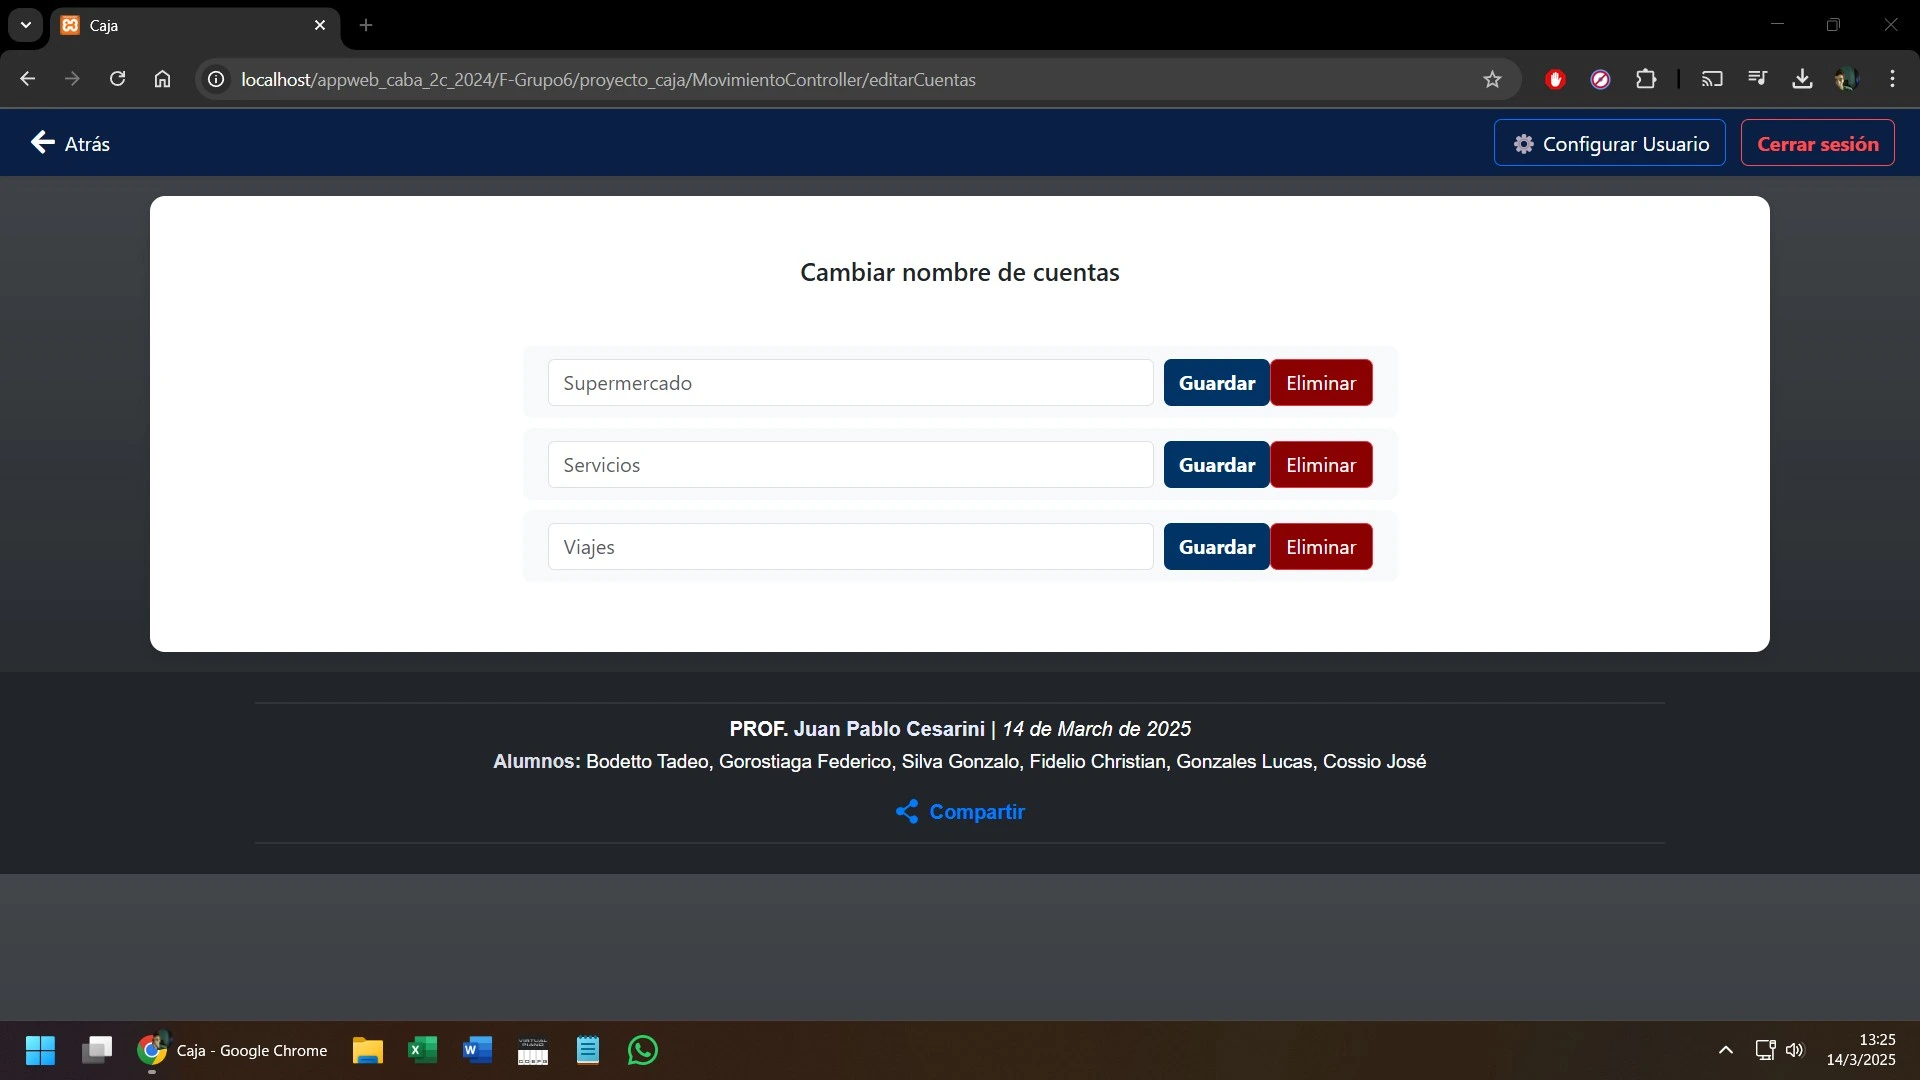 Caja
localhost/appweb_caba_2c_2024/F-Grupo6/proyecto_caja/MovimientoController/editarCuentas
Atrás
Configurar Usuario
Cerrar sesión
Cambiar nombre de cuentas
Supermercado Guardar Eliminar
Servicios Guardar Eliminar
Viajes Guardar Eliminar
PROF. Juan Pablo Cesarini | 14 de March de 2025
Alumnos: Bodetto Tadeo, Gorostiaga Federico, Silva Gonzalo, Fidelio Christian, Gonzales Lucas, Cossio José
Compartir
Caja - Google Chrome
VIRTUAL PIANO
13:25
14/3/2025